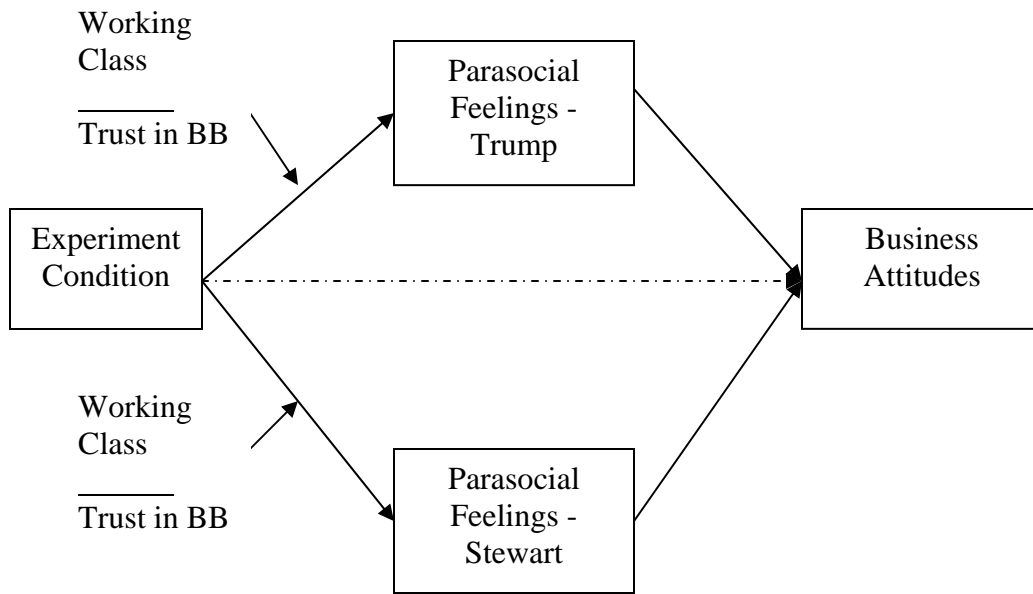 Working
Class
Trust in BB
Parasocial
Feelings -
Trump
Experiment
Condition
Business
Attitudes
Working
Class
Trust in BB
Parasocial
Feelings -
Stewart